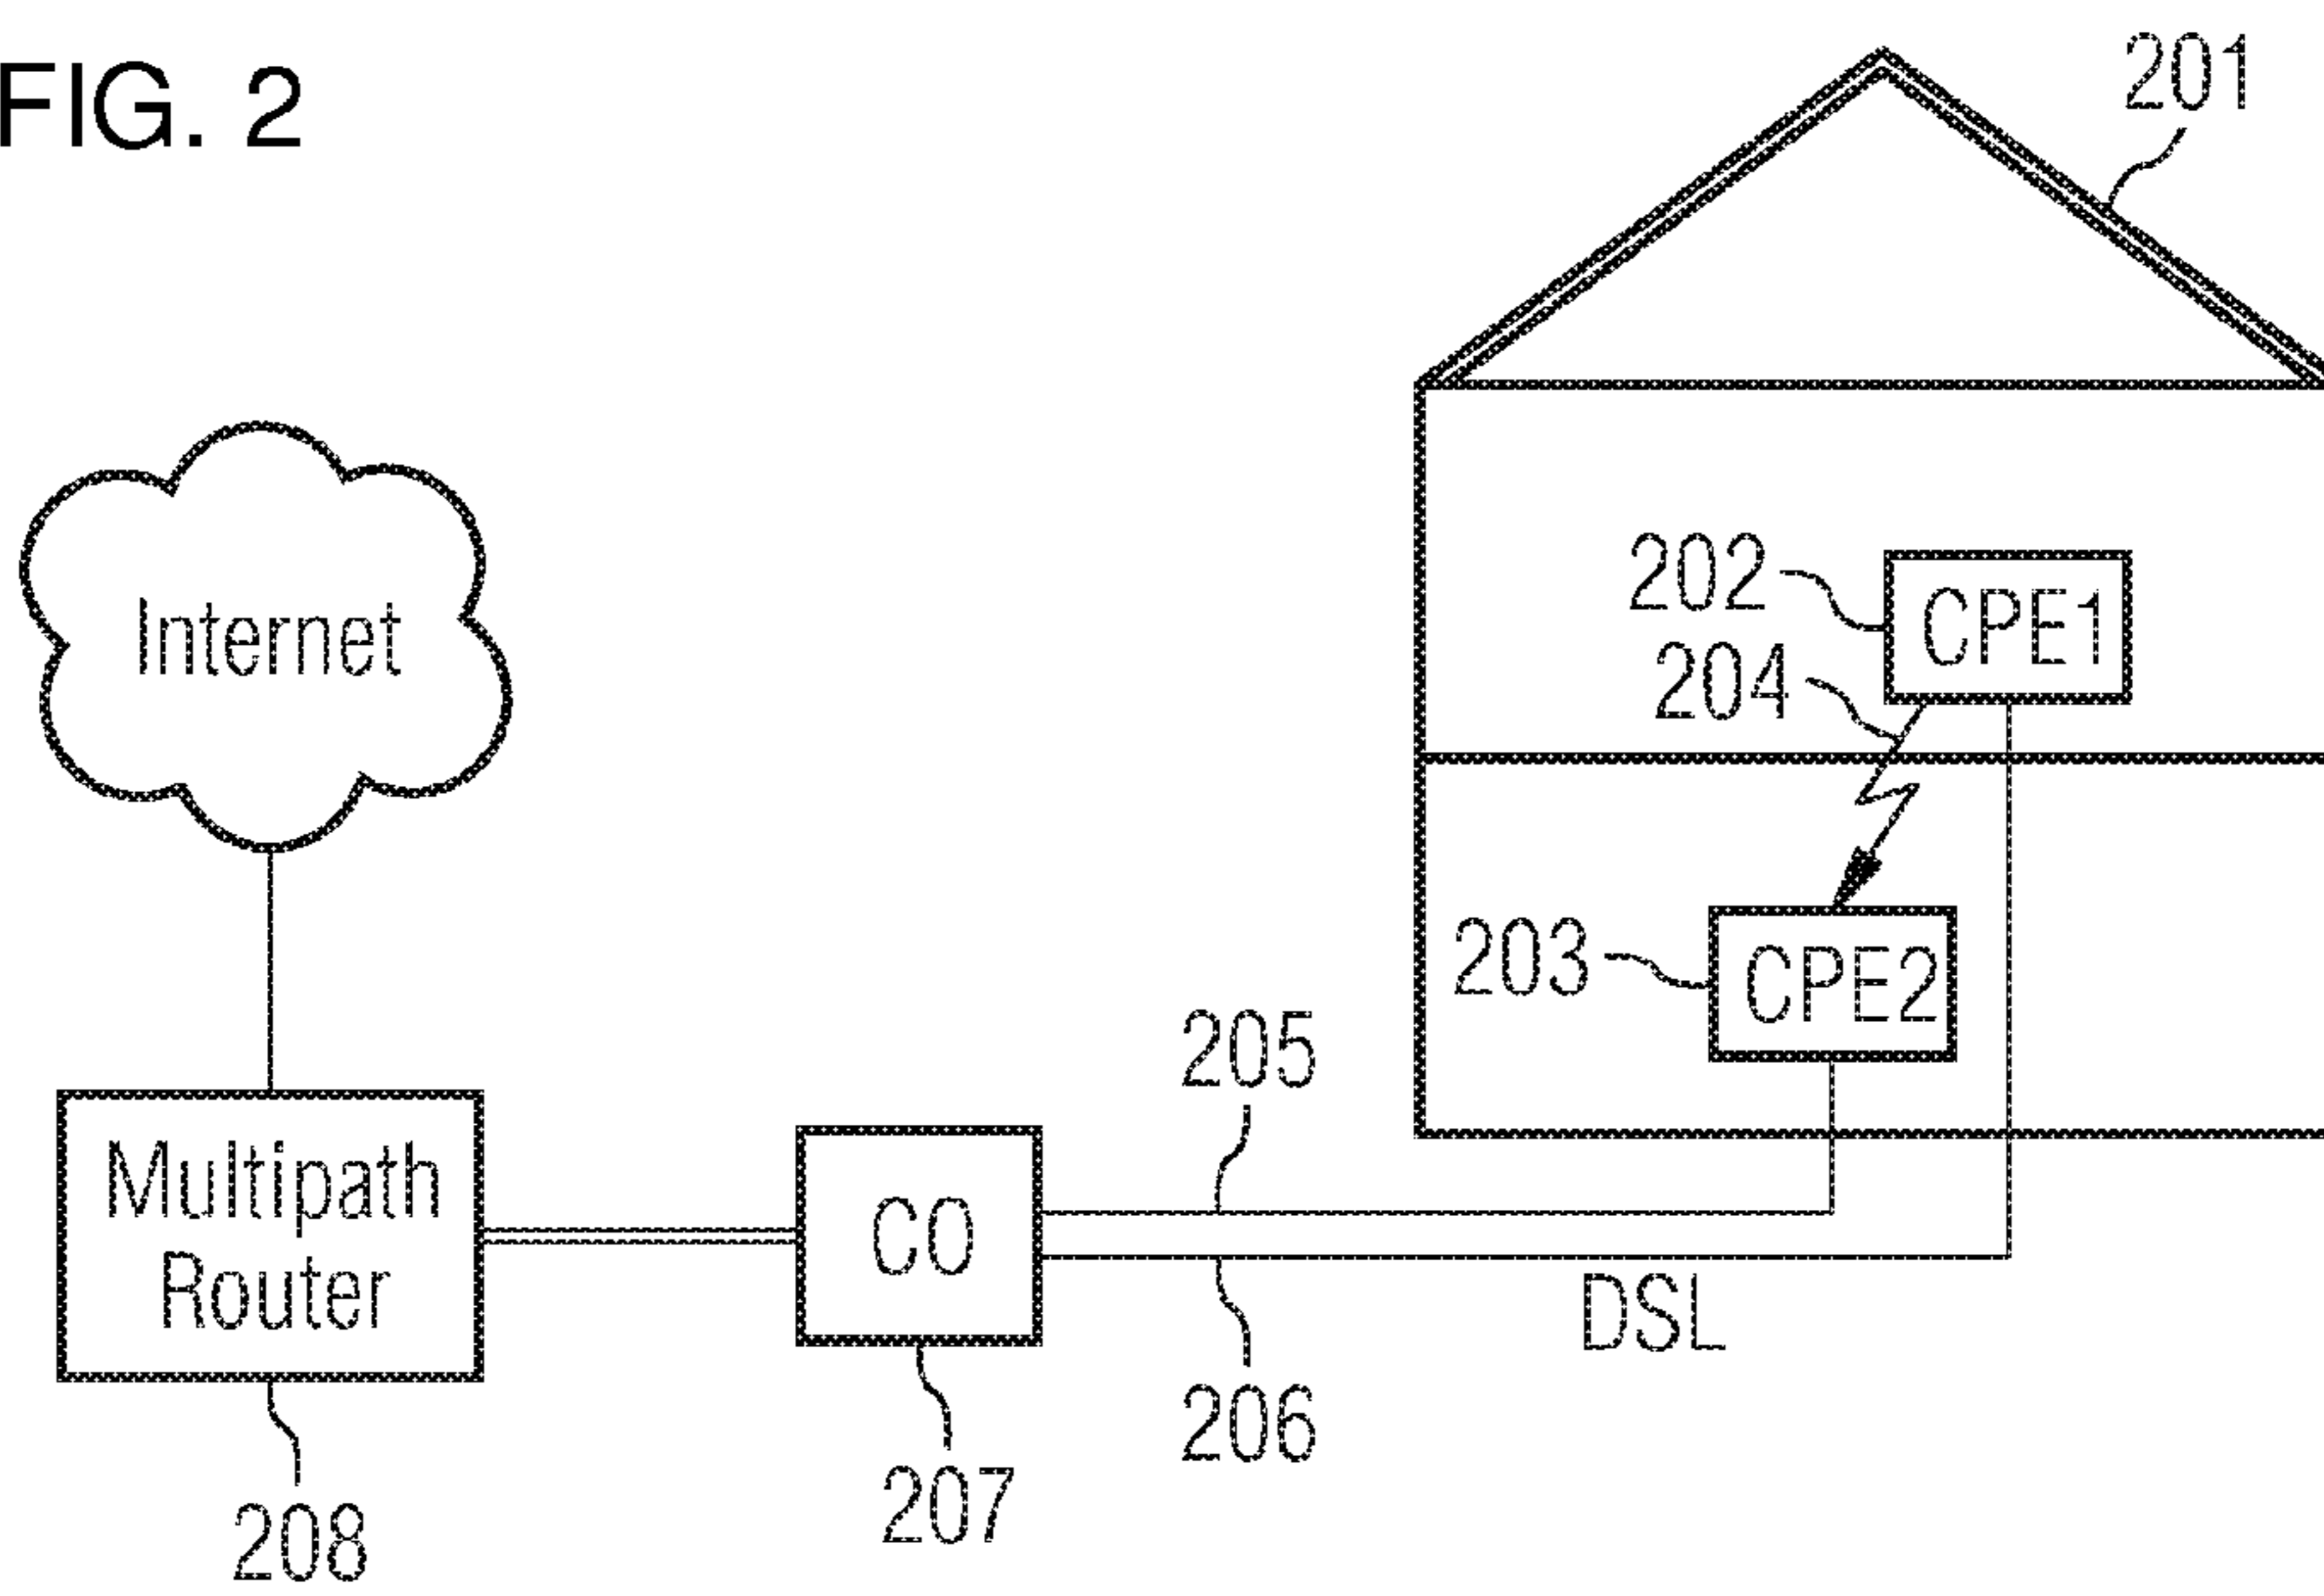 FIG. 2
201
Internet
202
CPE1
204
203
CPE2
205
Multipath
Router
CO
DSL
206
207
208